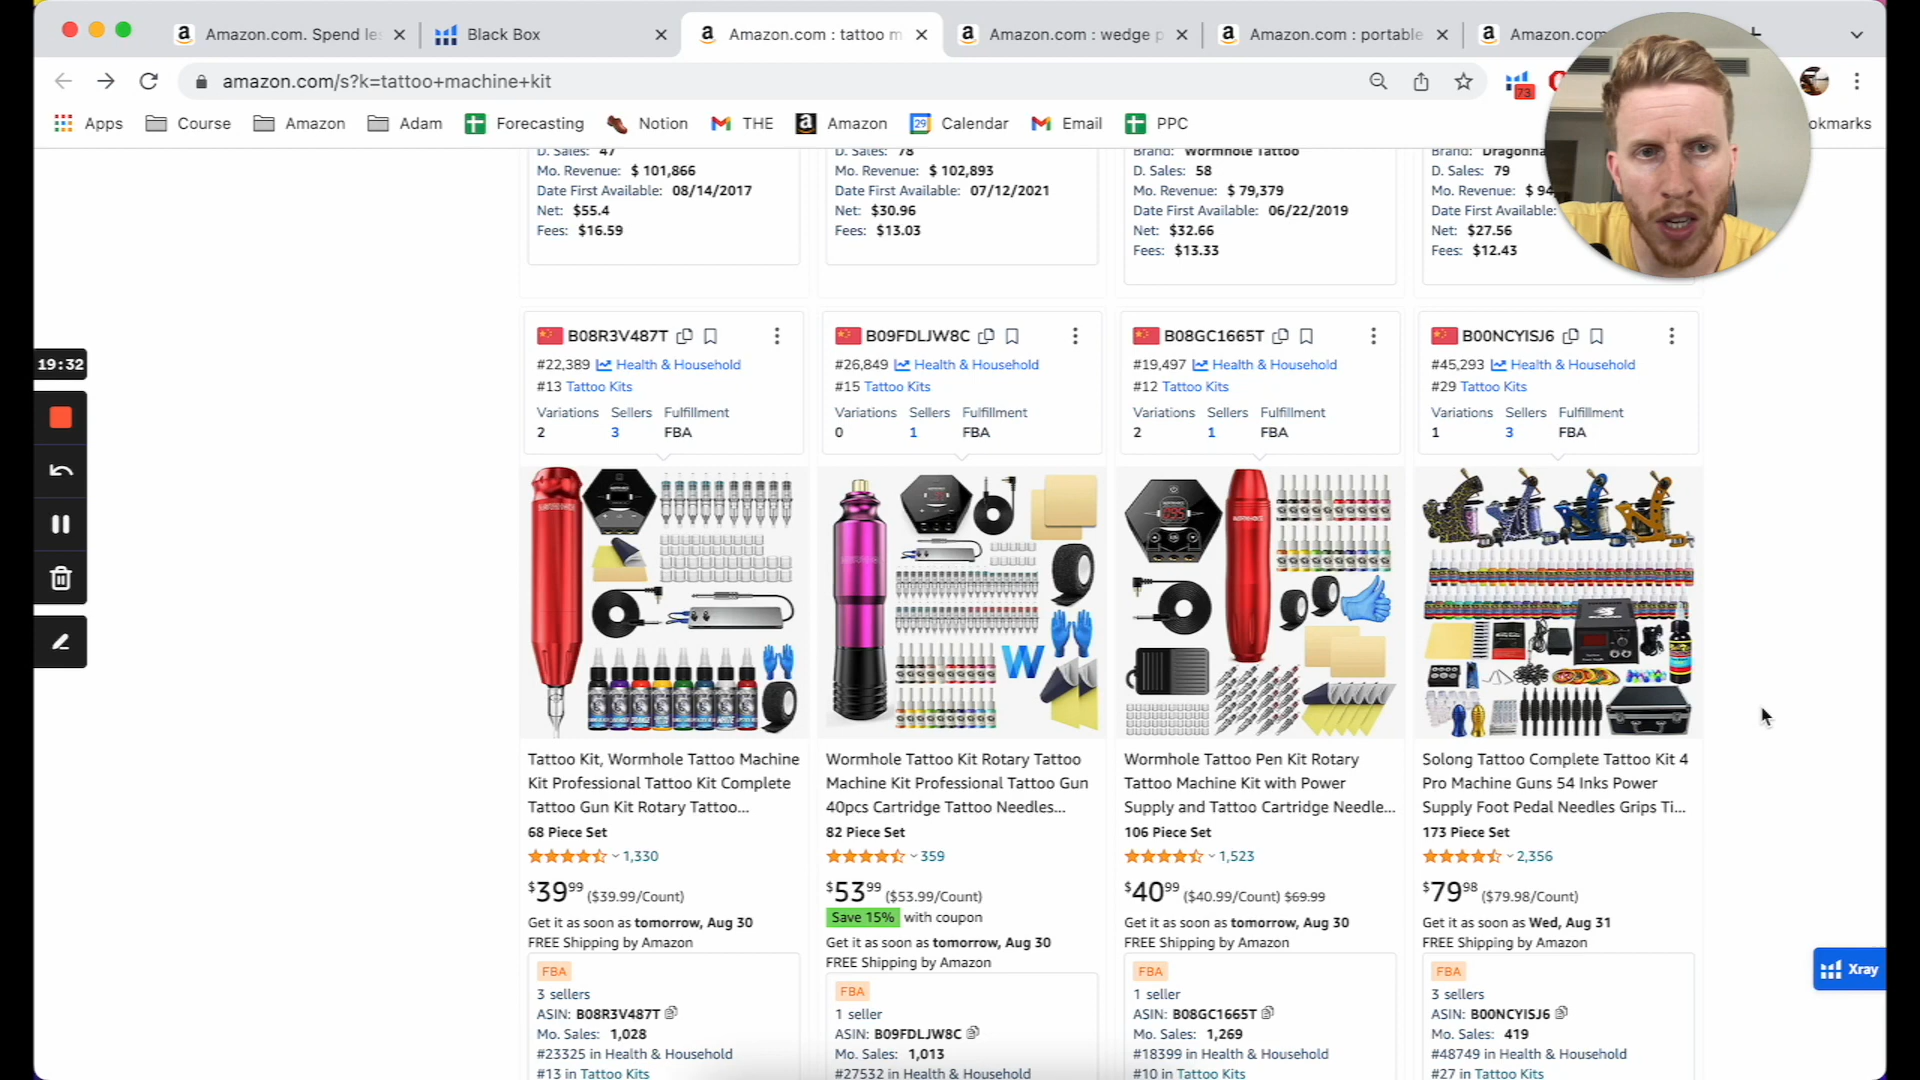 Amazon.com. Spend le
Black Box
Amazon.com : tattoo m
Amazon.com : wedge p
Amazon.com : portable
Amazon.com
amazon.com/s?k=tattoo+machine+kit
73
Apps
Course
Amazon
Adam
Forecasting
Notion
THE
Amazon
Calendar
Email
PPC
okmarks
D. Sales: 47
Mo. Revenue: $ 101,866
Date First Available: 08/14/2017
Net: $55.4
Fees: $16.59
D. Sales: 78
Mo. Revenue: $ 102,893
Date First Available: 07/12/2021
Net: $30.96
Fees: $13.03
Brand: Wormhole Tattoo
D. Sales: 58
Mo. Revenue: $ 79,379
Date First Available: 06/22/2019
Net: $32.66
Fees: $13.33
Brand: Dragonha
D. Sales: 79
Mo. Revenue: $ 94
Date First Available:
Net: $27.56
Fees: $12.43
19:32
B08R3V487T
#22,389 Health & Household
#13 Tattoo Kits
Variations Sellers Fulfillment
2 3 FBA
B09FDLJW8C
#26,849 Health & Household
#15 Tattoo Kits
Variations Sellers Fulfillment
0 1 FBA
B08GC1665T
#19,497 Health & Household
#12 Tattoo Kits
Variations Sellers Fulfillment
2 1 FBA
B00NCYISJ6
#45,293 Health & Household
#29 Tattoo Kits
Variations Sellers Fulfillment
1 3 FBA
W
Tattoo Kit, Wormhole Tattoo Machine
Kit Professional Tattoo Kit Complete
Tattoo Gun Kit Rotary Tattoo...
68 Piece Set
1,330
$39.99 ($39.99/Count)
Get it as soon as tomorrow, Aug 30
FREE Shipping by Amazon
FBA
3 sellers
ASIN: B08R3V487T
Mo. Sales: 1,028
#23325 in Health & Household
#13 in Tattoo Kits
Wormhole Tattoo Kit Rotary Tattoo
Machine Kit Professional Tattoo Gun
40pcs Cartridge Tattoo Needles...
82 Piece Set
359
$53.99 ($53.99/Count)
Save 15% with coupon
Get it as soon as tomorrow, Aug 30
FREE Shipping by Amazon
FBA
1 seller
ASIN: B09FDLJW8C
Mo. Sales: 1,013
#27532 in Health & Household
Wormhole Tattoo Pen Kit Rotary
Tattoo Machine Kit with Power
Supply and Tattoo Cartridge Needle...
106 Piece Set
1,523
$40.99 ($40.99/Count) $69.99
Get it as soon as tomorrow, Aug 30
FREE Shipping by Amazon
FBA
1 seller
ASIN: B08GC1665T
Mo. Sales: 1,269
#18399 in Health & Household
#10 in Tattoo Kits
Solong Tattoo Complete Tattoo Kit 4
Pro Machine Guns 54 Inks Power
Supply Foot Pedal Needles Grips Ti...
173 Piece Set
2,356
$79.98 ($79.98/Count)
Get it as soon as Wed, Aug 31
FREE Shipping by Amazon
FBA
3 sellers
ASIN: B00NCYISJ6
Mo. Sales: 419
#48749 in Health & Household
#27 in Tattoo Kits
Xray